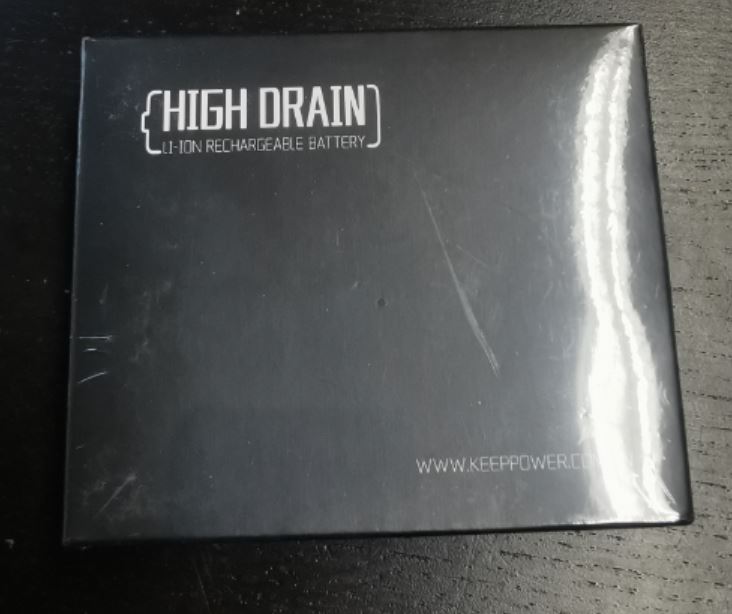 HIGH DRAIN
LI-ION RECHARGEABLE BATTERY
WWW.KEEPPOWER.CO